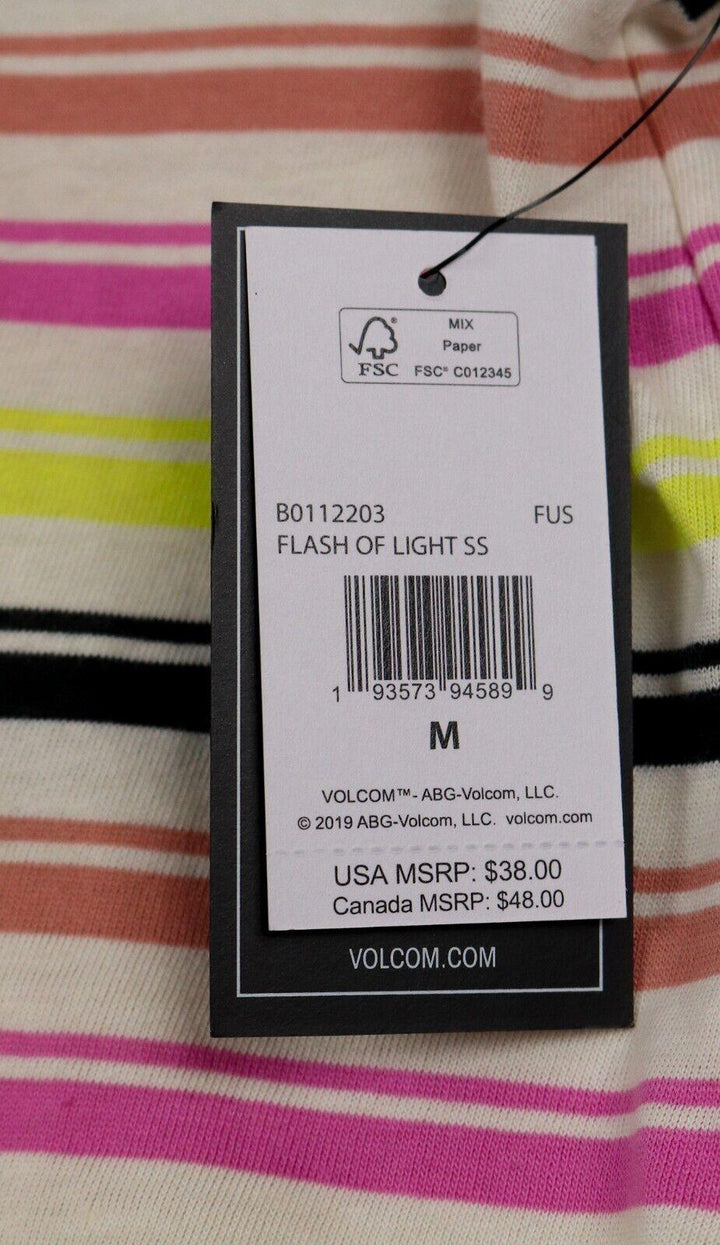 MIX
Paper
FSC® FSC® C012345
B0112203 FUS
FLASH OF LIGHT SS
1 93573 94589 9
M
VOLCOM™- ABG-Volcom, LLC.
© 2019 ABG-Volcom, LLC. volcom.com
USA MSRP: $38.00
Canada MSRP: $48.00
VOLCOM.COM